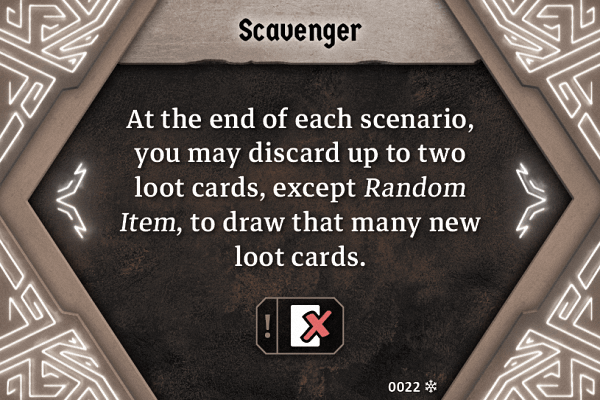 Scavenger
At the end of each scenario,
you may discard up to two
loot cards, except Random
Item, to draw that many new
loot cards.
!
0022